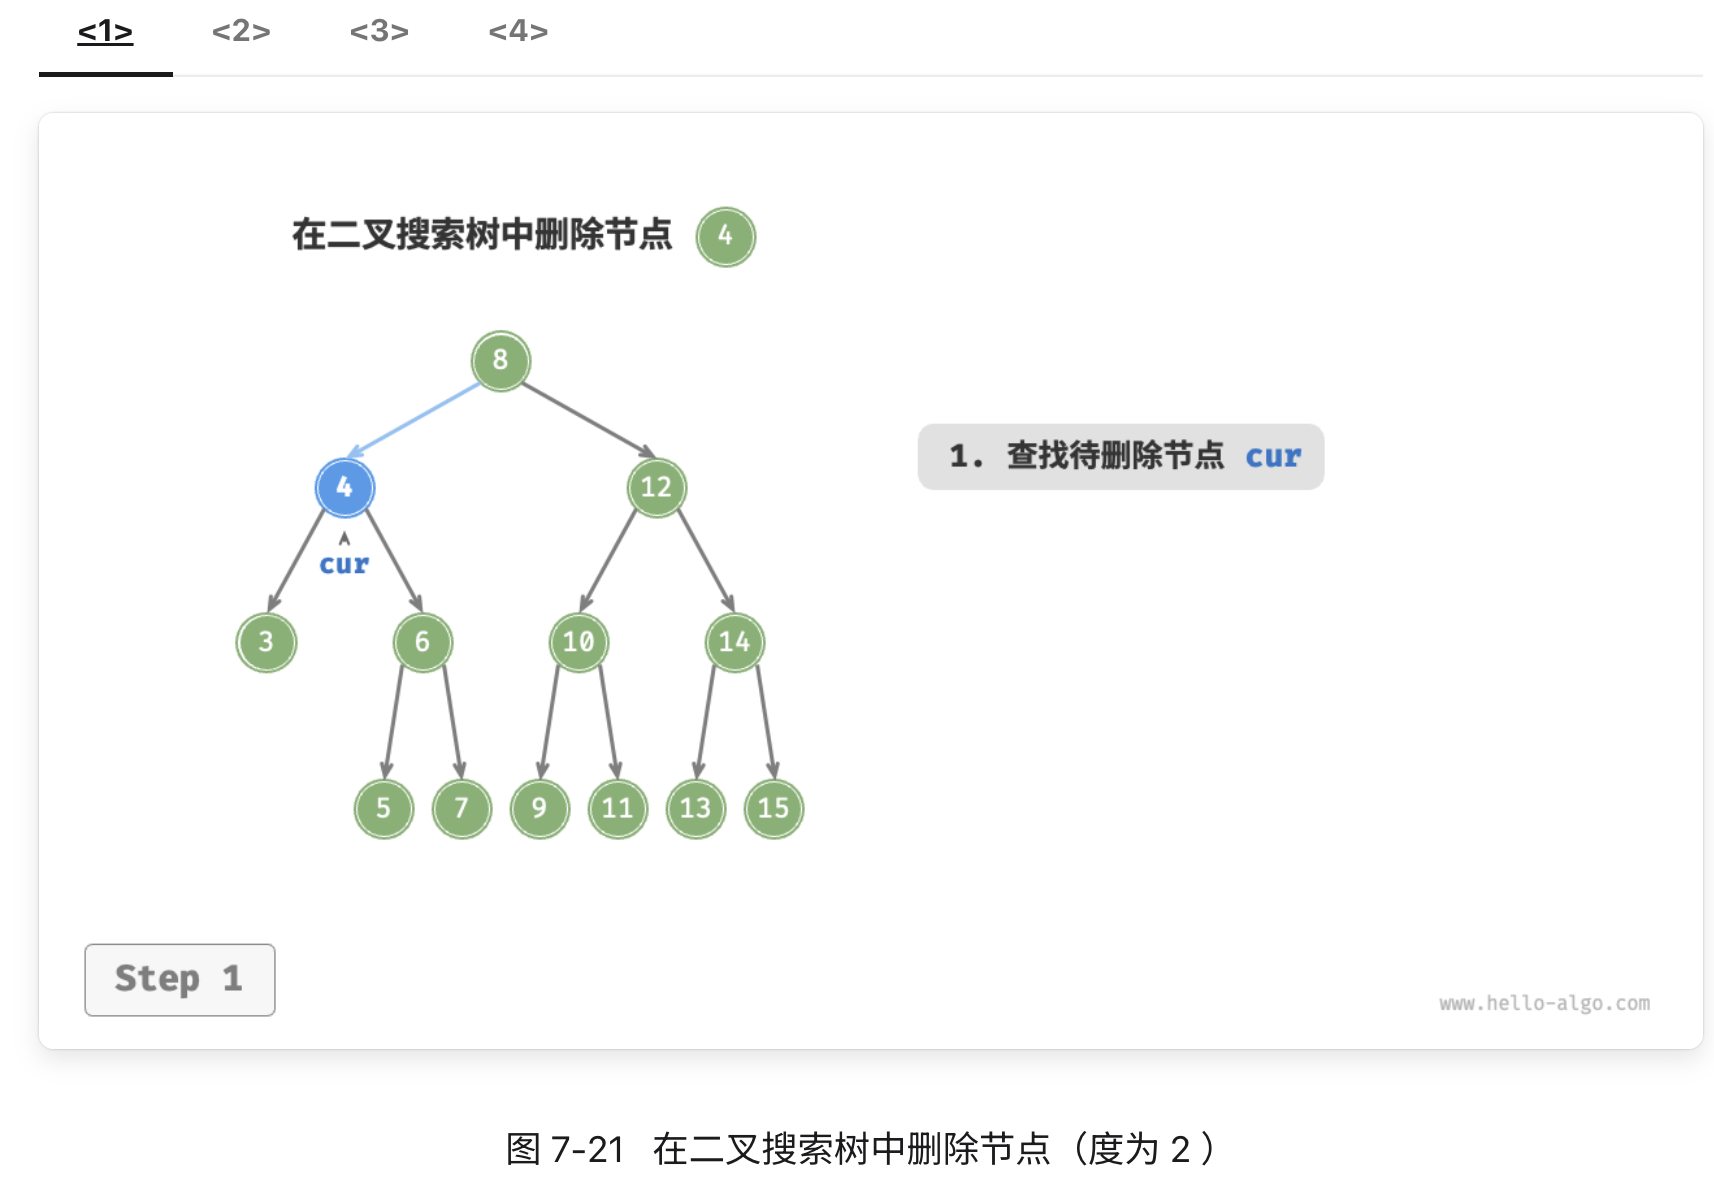 <1> <2> <3> <4>
在二叉搜索树中删除节点 4
8
1. 查找待删除节点 cur
4 12
cur
3 6 10 14
5 7 9 11 13 15
Step 1
www.hello-algo.com
图 7-21 在二叉搜索树中删除节点（度为 2 ）